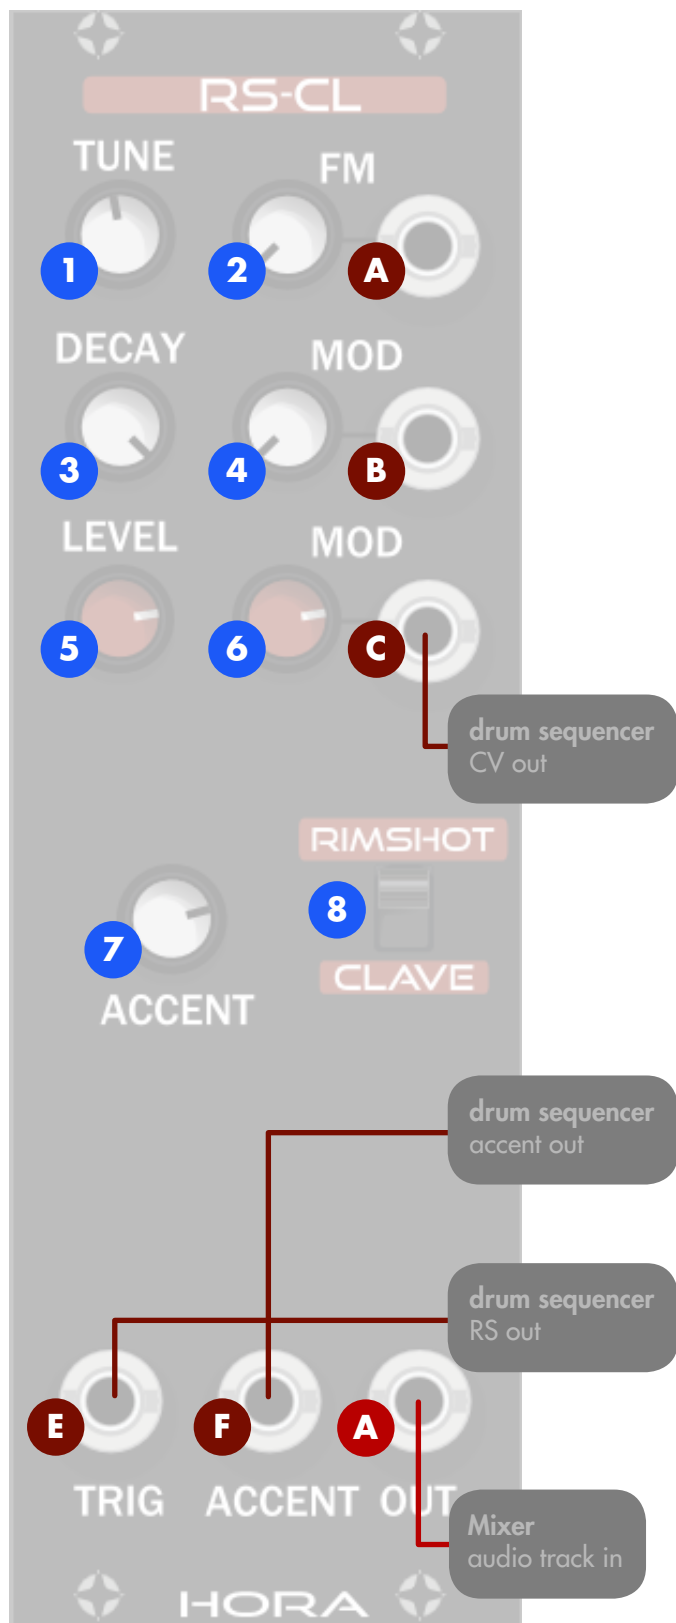 RS-CL
TUNE
FM
1
2
A
DECAY
MOD
3
4
B
LEVEL
MOD
5
6
C
drum sequencer
CV out
RIMSHOT
8
7
CLAVE
ACCENT
drum sequencer
accent out
drum sequencer
RS out
E
F
A
TRIG
ACCENT
OUT
Mixer
audio track in
HORA